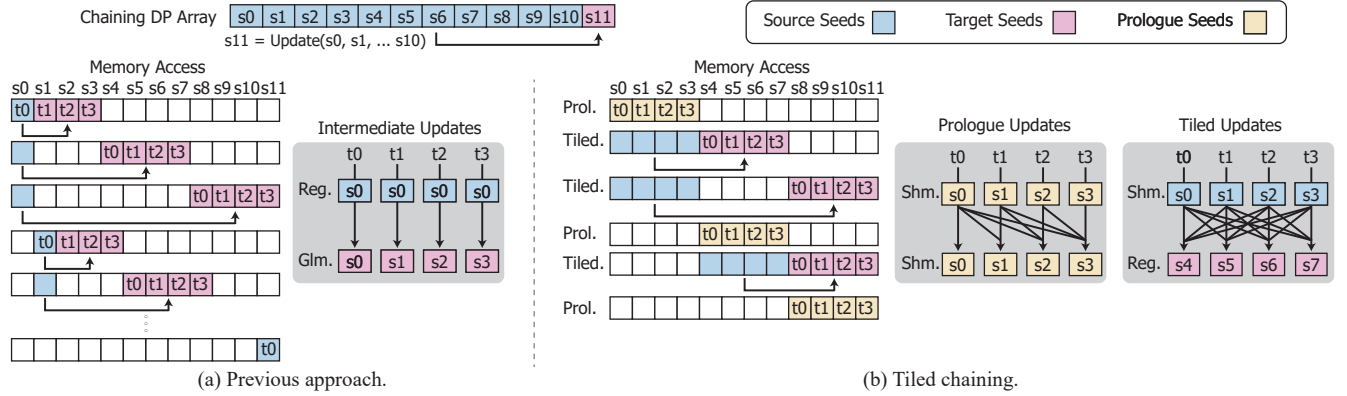 Chaining DP Array s0 s1 s2 s3 s4 s5 s6 s7 s8 s9 s10 s11
s11 = Update(s0, s1, ... s10)
Source Seeds Target Seeds Prologue Seeds
Memory Access
s0 s1 s2 s3 s4 s5 s6 s7 s8 s9 s10 s11
t0 t1 t2 t3
t0 t1 t2 t3
t0 t1 t2 t3
t0 t1 t2 t3
t0 t1 t2 t3
t0
Intermediate Updates
t0 t1 t2 t3
Reg. s0 s0 s0 s0
Glm. s0 s1 s2 s3
(a) Previous approach.
Memory Access
s0 s1 s2 s3 s4 s5 s6 s7 s8 s9 s10 s11
Prol. t0 t1 t2 t3
Tiled. t0 t1 t2 t3
Tiled. t0 t1 t2 t3
Prol. t0 t1 t2 t3
Tiled. t0 t1 t2 t3
Prol. t0 t1 t2 t3
Prologue Updates
t0 t1 t2 t3
Shm. s0 s1 s2 s3
Shm. s0 s1 s2 s3
Tiled Updates
t0 t1 t2 t3
Shm. s0 s1 s2 s3
Reg. s4 s5 s6 s7
(b) Tiled chaining.